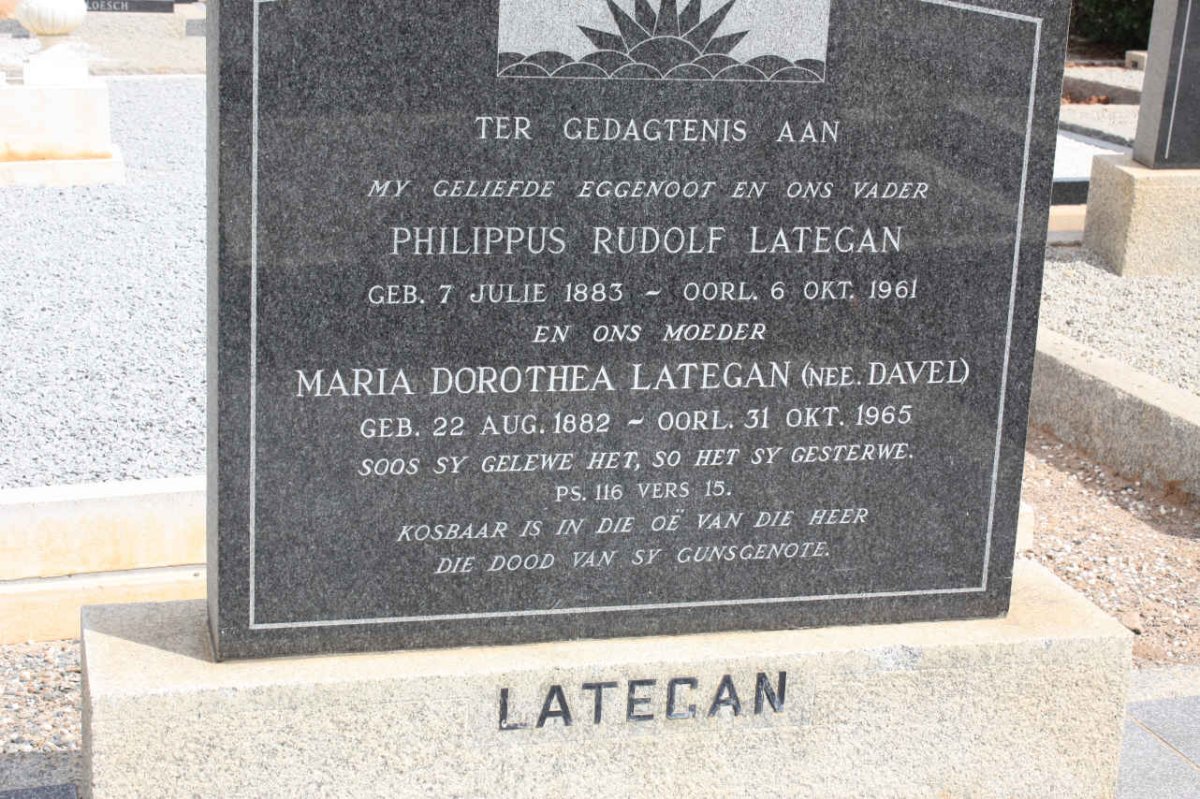 LOESCH
TER GEDAGTENIS AAN
MY GELIEFDE EGGENOOT EN ONS VADER
PHILIPPUS RUDOLF LATEGAN
GEB. 7 JULIE 1883 ~ OORL. 6 OKT. 1961
EN ONS MOEDER
MARIA DOROTHEA LATEGAN (NEE. DAVEL)
GEB. 22 AUG. 1882 ~ OORL. 31 OKT. 1965
SOOS SY GELEWE HET, SO HET SY GESTERWE.
PS. 116 VERS 15.
KOSBAAR IS IN DIE OË VAN DIE HEER
DIE DOOD VAN SY GUNSGENOTE.
LATEGAN